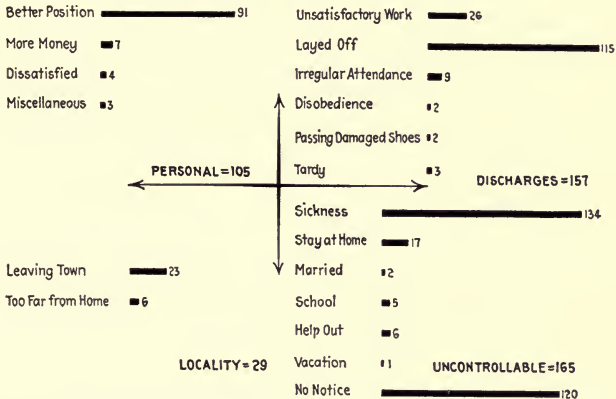 Better Position 91
More Money 7
Dissatisfied 4
Miscellaneous 3
PERSONAL=105
Unsatisfactory Work 26
Layed Off 115
Irregular Attendance 9
Disobedience 2
Passing Damaged Shoes 2
Tardy 3
DISCHARGES=157
Leaving Town 23
Too Far from Home 6
LOCALITY=29
Sickness 134
Stay at Home 17
Married 2
School 5
Help Out 6
Vacation 1
UNCONTROLLABLE=165
No Notice 120